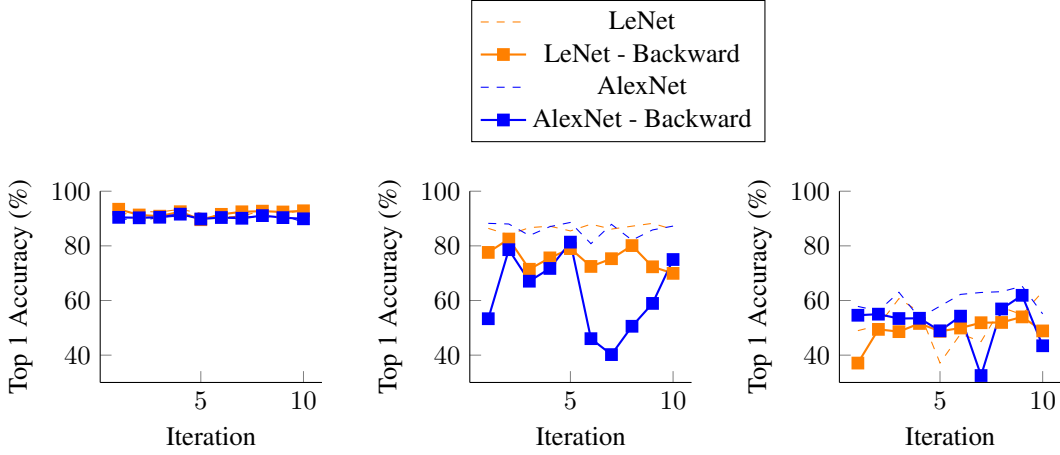 LeNet
LeNet - Backward
AlexNet
AlexNet - Backward
100
80
60
40
5
10
Top 1 Accuracy (%)
Iteration
100
80
60
40
5
10
Top 1 Accuracy (%)
Iteration
100
80
60
40
5
10
Top 1 Accuracy (%)
Iteration